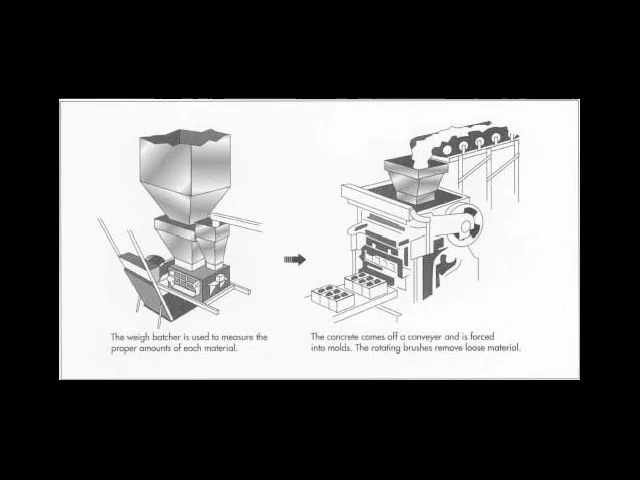 The weigh batcher is used to measure the
proper amounts of each material.
The concrete comes off a conveyer and is forced
into molds. The rotating brushes remove loose material.